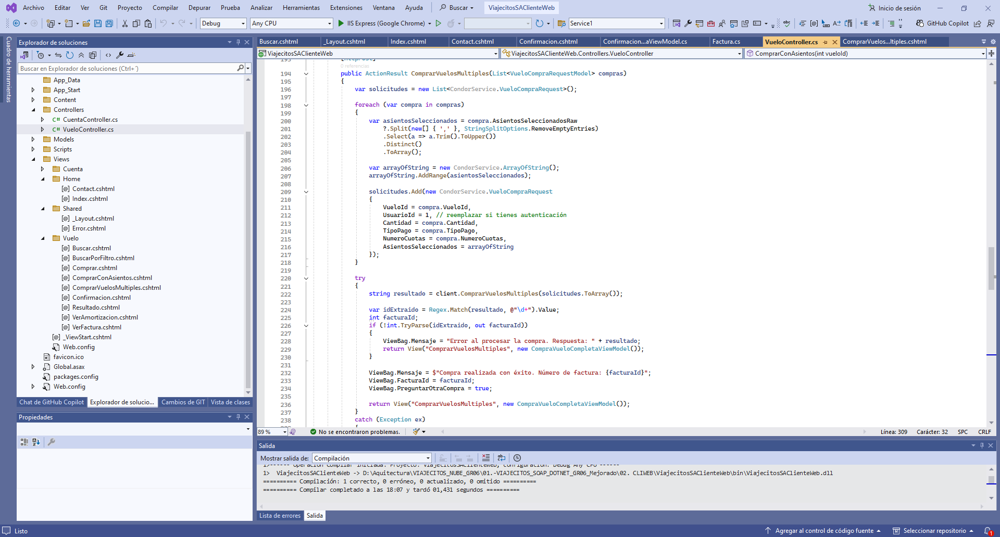 Archivo Editar Ver Git Proyecto Compilar Depurar Prueba Analizar Herramientas Extensiones Ventana Ayuda Buscar ViajecitosSAClienteWeb Inicio de sesión
Debug Any CPU IIS Express (Google Chrome) Service1 GitHub Copilot
Cuadro de herramientas
Explorador de soluciones
Buscar en Explorador de soluciones (Ctrl+´)
App_Data
App_Start
Content
Controllers
C# CuentaController.cs
C# VueloController.cs
Models
Scripts
Views
Cuenta
Home
[@] Contact.cshtml
[@] Index.cshtml
Shared
[@] _Layout.cshtml
[@] Error.cshtml
Vuelo
[@] Buscar.cshtml
[@] BuscarPorFiltro.cshtml
[@] Comprar.cshtml
[@] ComprarConAsientos.cshtml
[@] ComprarVuelosMultiples.cshtml
[@] Confirmacion.cshtml
[@] Resultado.cshtml
[@] VerAmortizacion.cshtml
[@] VerFactura.cshtml
[@] _ViewStart.cshtml
Web.config
favicon.ico
Global.asax
packages.config
Web.config
Chat de GitHub Copilot Explorador de solucio... Cambios de GIT Vista de clases
Propiedades
Buscar.cshtml _Layout.cshtml Index.cshtml Contact.cshtml Confirmacion.cshtml Confirmacion...aViewModel.cs Factura.cs VueloController.cs ComprarVuelos...ltiples.cshtml
ViajecitosSAClienteWeb ViajecitosSAClienteWeb.Controllers.VueloController ComprarConAsientos(int vueloId)
193 [HttpPost]
0 referencias
194 public ActionResult ComprarVuelosMultiples(List<VueloCompraRequestModel> compras)
195 {
196 var solicitudes = new List<CondorService.VueloCompraRequest>();
197
198 foreach (var compra in compras)
199 {
200 var asientosSeleccionados = compra.AsientosSeleccionadosRaw
201 ?.Split(new[] { ',' }, StringSplitOptions.RemoveEmptyEntries)
202 .Select(a => a.Trim().ToUpper())
203 .Distinct()
204 .ToArray();
205
206 var arrayOfString = new CondorService.ArrayOfString();
207 arrayOfString.AddRange(asientosSeleccionados);
208
209 solicitudes.Add(new CondorService.VueloCompraRequest
210 {
211 VueloId = compra.VueloId,
212 UsuarioId = 1, // reemplazar si tienes autenticación
213 Cantidad = compra.Cantidad,
214 TipoPago = compra.TipoPago,
215 NumeroCuotas = compra.NumeroCuotas,
216 AsientosSeleccionados = arrayOfString
217 });
218 }
219
220 try
221 {
222 string resultado = client.ComprarVuelosMultiples(solicitudes.ToArray());
223
224 var idExtraido = Regex.Match(resultado, @"\d+").Value;
225 int facturaId;
226 if (!int.TryParse(idExtraido, out facturaId))
227 {
228 ViewBag.Mensaje = "Error al procesar la compra. Respuesta: " + resultado;
229 return View("ComprarVuelosMultiples", new CompraVueloCompletaViewModel());
230 }
231
232 ViewBag.Mensaje = $"Compra realizada con éxito. Número de factura: {facturaId}";
233 ViewBag.FacturaId = facturaId;
234 ViewBag.PreguntarOtraCompra = true;
235
236 return View("ComprarVuelosMultiples", new CompraVueloCompletaViewModel());
237 }
238 catch (Exception ex)
239 {
89 % No se encontraron problemas. Línea: 309 Carácter: 32 SPC CRLF
Salida
Mostrar salida de: Compilación
1>------ Operación Compilar iniciada: Proyecto: ViajecitosSAClienteWeb, Configuración: Debug Any CPU ------
1> ViajecitosSAClienteWeb -> D:\Aquitectura\VIAJECITOS_NUBE_GR06\01.-VIAJECITOS_SOAP_DOTNET_GR06_Mejorado\02. CLIWEB\ViajecitosSAClienteWeb\bin\ViajecitosSAClienteWeb.dll
========== Compilación: 1 correcto, 0 erróneo, 0 actualizado, 0 omitido ==========
========== Compilar completado a las 18:07 y tardó 01,431 segundos ==========
Lista de errores Salida
Listo Agregar al control de código fuente Seleccionar repositorio 1